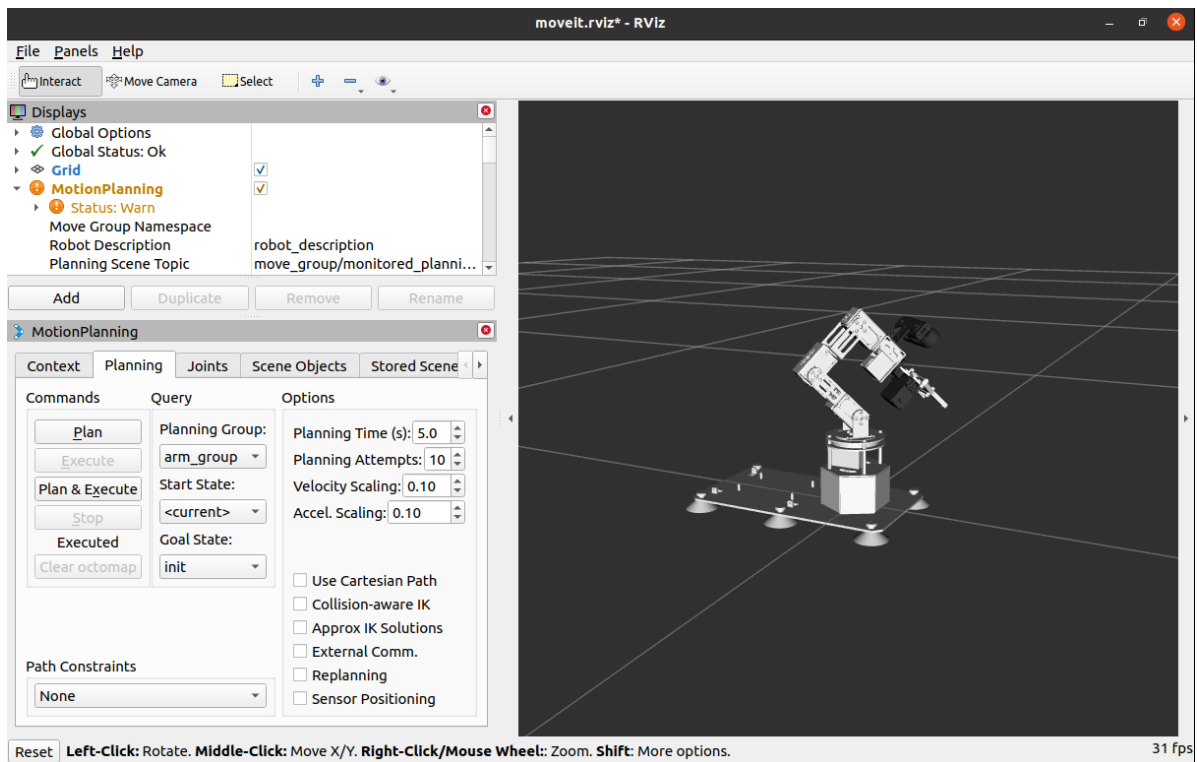 moveit.rviz* - RViz
File Panels Help
Interact Move Camera Select
Displays
Global Options
Global Status: Ok
Grid
MotionPlanning
Status: Warn
Move Group Namespace
Robot Description robot_description
Planning Scene Topic move_group/monitored_planni...
Add Duplicate Remove Rename
MotionPlanning
Context Planning Joints Scene Objects Stored Scene
Commands Query Options
Plan Planning Group: Planning Time (s): 5.0
Execute arm_group Planning Attempts: 10
Plan & Execute Start State: Velocity Scaling: 0.10
Stop <current> Accel. Scaling: 0.10
Executed Goal State:
Clear octomap init
Use Cartesian Path
Collision-aware IK
Approx IK Solutions
External Comm.
Path Constraints Replanning
None Sensor Positioning
Reset Left-Click: Rotate. Middle-Click: Move X/Y. Right-Click/Mouse Wheel:: Zoom. Shift: More options. 31 fps